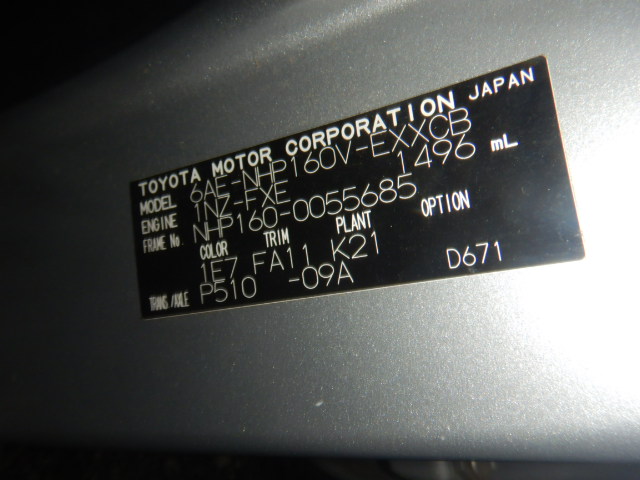 TOYOTA MOTOR CORPORATION JAPAN
MODEL 6AE-NHP160V-EXXCB
ENGINE 1NZ-FXE 1496 mL
FRAME No. NHP160-0055685
COLOR TRIM PLANT OPTION
1E7 FA11 K21
TRANS/AXLE P510 -09A D671